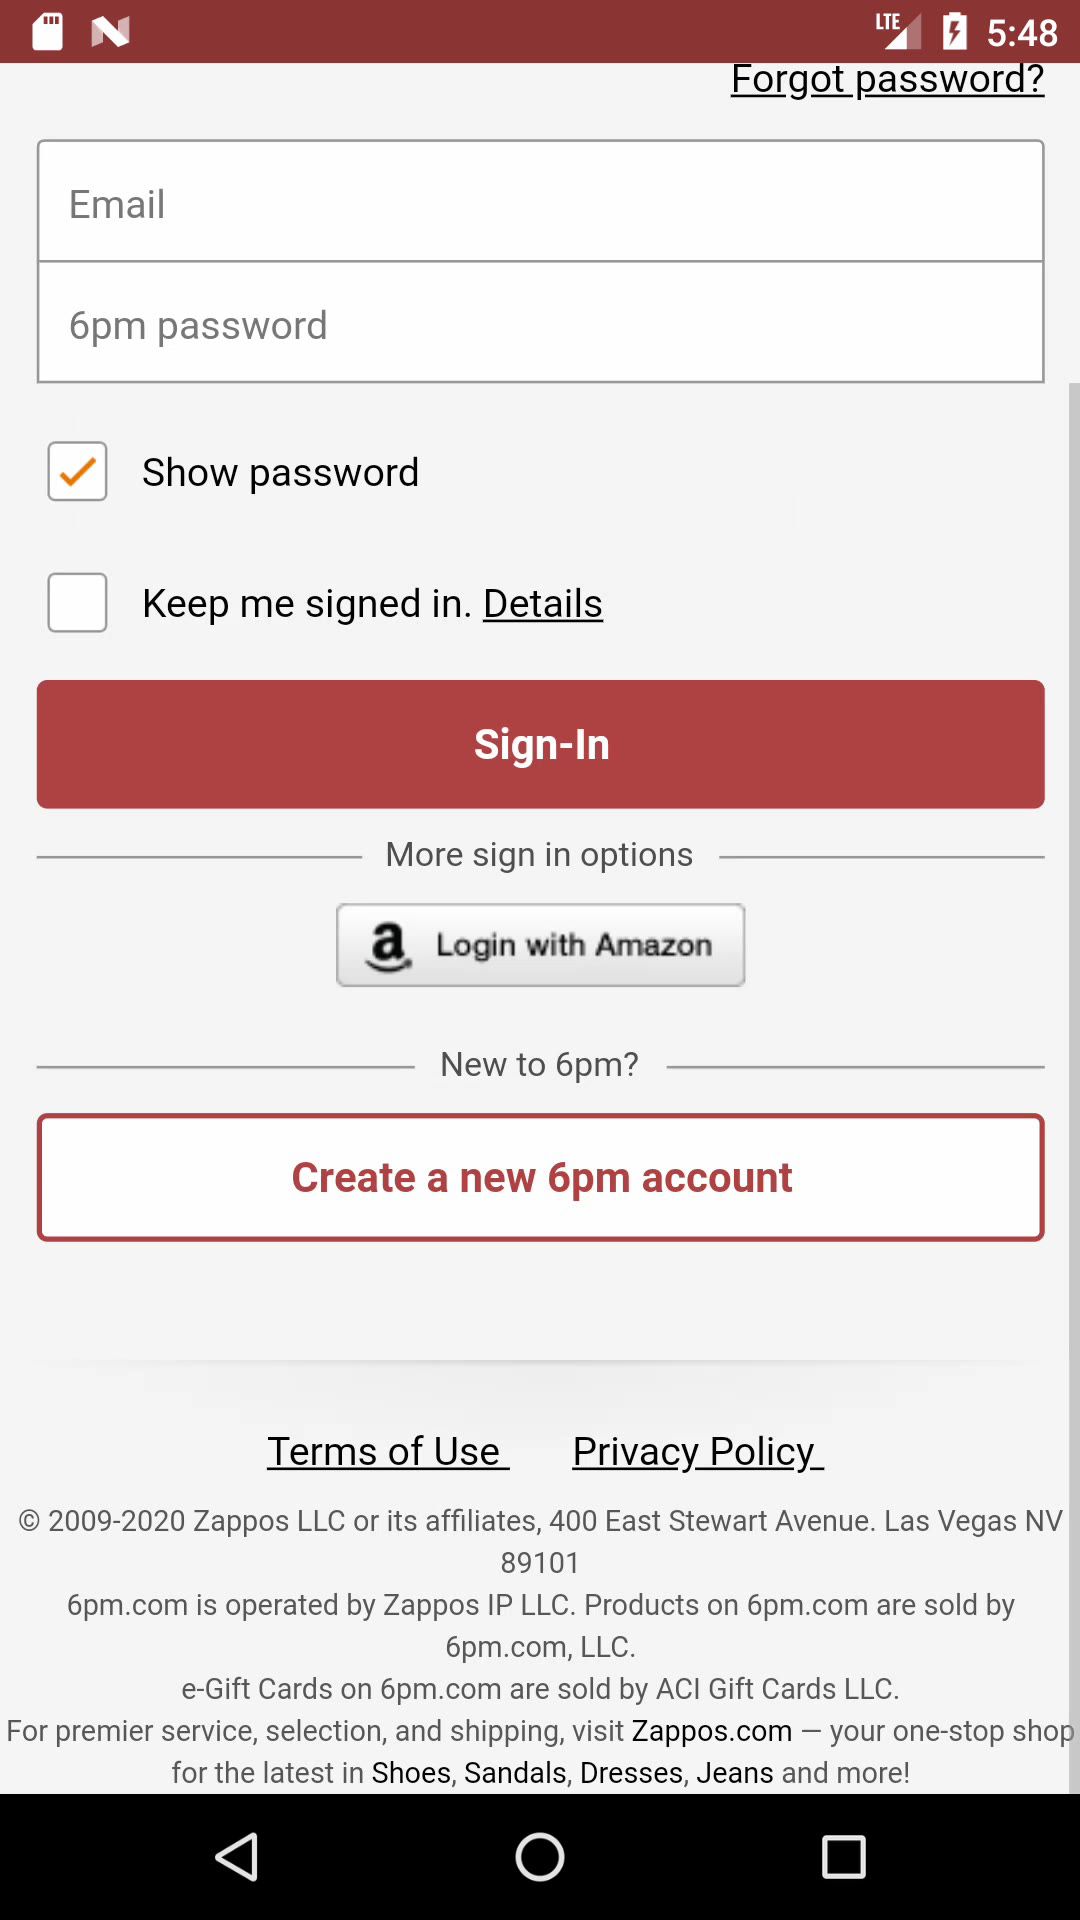 LTE 5:48
Forgot password?
Email
6pm password
Show password
Keep me signed in. Details
Sign-In
More sign in options
a Login with Amazon
New to 6pm?
Create a new 6pm account
Terms of Use Privacy Policy
© 2009-2020 Zappos LLC or its affiliates, 400 East Stewart Avenue. Las Vegas NV
89101
6pm.com is operated by Zappos IP LLC. Products on 6pm.com are sold by
6pm.com, LLC.
e-Gift Cards on 6pm.com are sold by ACI Gift Cards LLC.
For premier service, selection, and shipping, visit Zappos.com — your one-stop shop
for the latest in Shoes, Sandals, Dresses, Jeans and more!